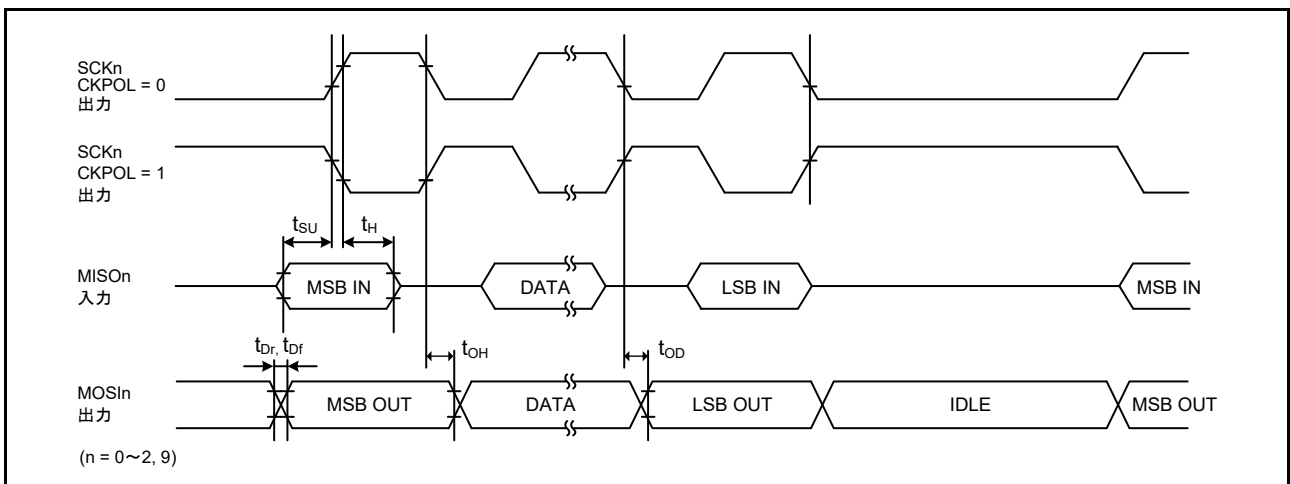 SCKn
CKPOL = 0
出力
SCKn
CKPOL = 1
出力
tSU
tH
MISOn
入力
MSB IN
DATA
LSB IN
MSB IN
tDr, tDf
tOH
tOD
MOSIn
出力
MSB OUT
DATA
LSB OUT
IDLE
MSB OUT
(n = 0～2, 9)